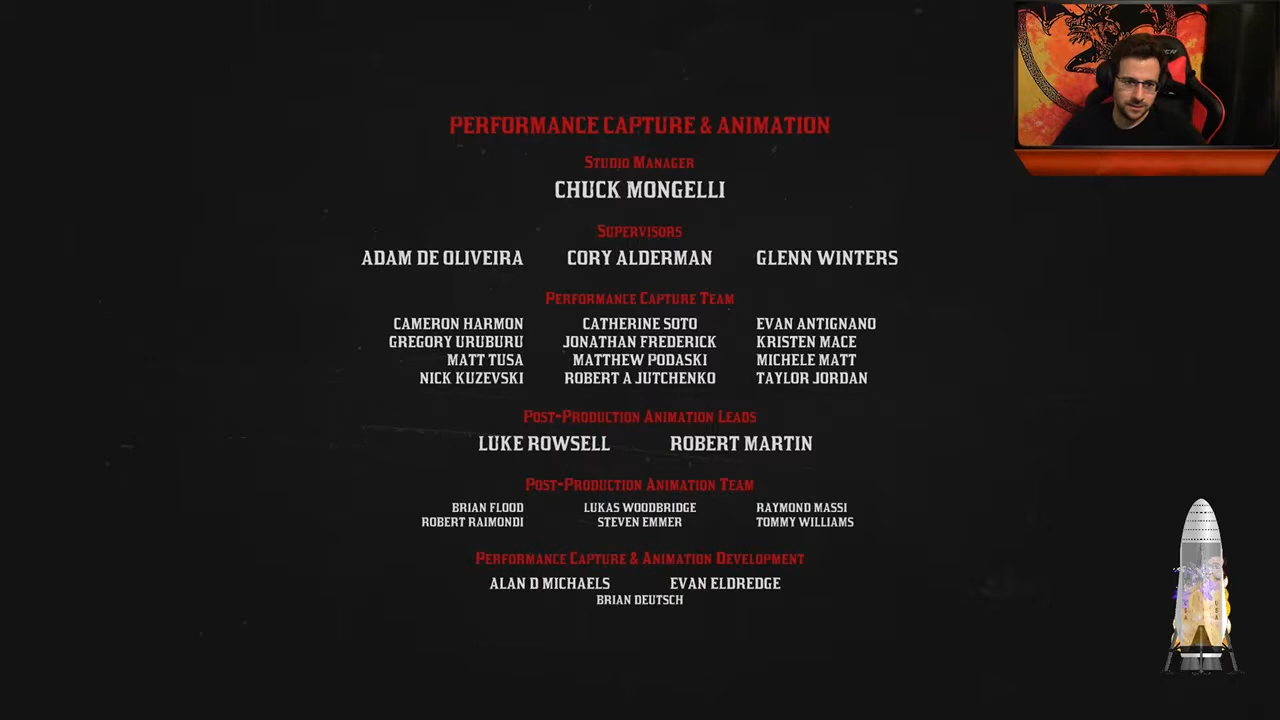 PERFORMANCE CAPTURE & ANIMATION
STUDIO MANAGER
CHUCK MONGELLI
SUPERVISORS
ADAM DE OLIVEIRA CORY ALDERMAN GLENN WINTERS
PERFORMANCE CAPTURE TEAM
CAMERON HARMON CATHERINE SOTO EVAN ANTIGNANO
GREGORY URUBURU JONATHAN FREDERICK KRISTEN MACE
MATT TUSA MATTHEW PODASKI MICHELE MATT
NICK KUZEVSKI ROBERT A JUTCHENKO TAYLOR JORDAN
POST-PRODUCTION ANIMATION LEADS
LUKE ROWSELL ROBERT MARTIN
POST-PRODUCTION ANIMATION TEAM
BRIAN FLOOD LUKAS WOODBRIDGE RAYMOND MASSI
ROBERT RAIMONDI STEVEN EMMER TOMMY WILLIAMS
PERFORMANCE CAPTURE & ANIMATION DEVELOPMENT
ALAN D MICHAELS EVAN ELDREDGE
BRIAN DEUTSCH